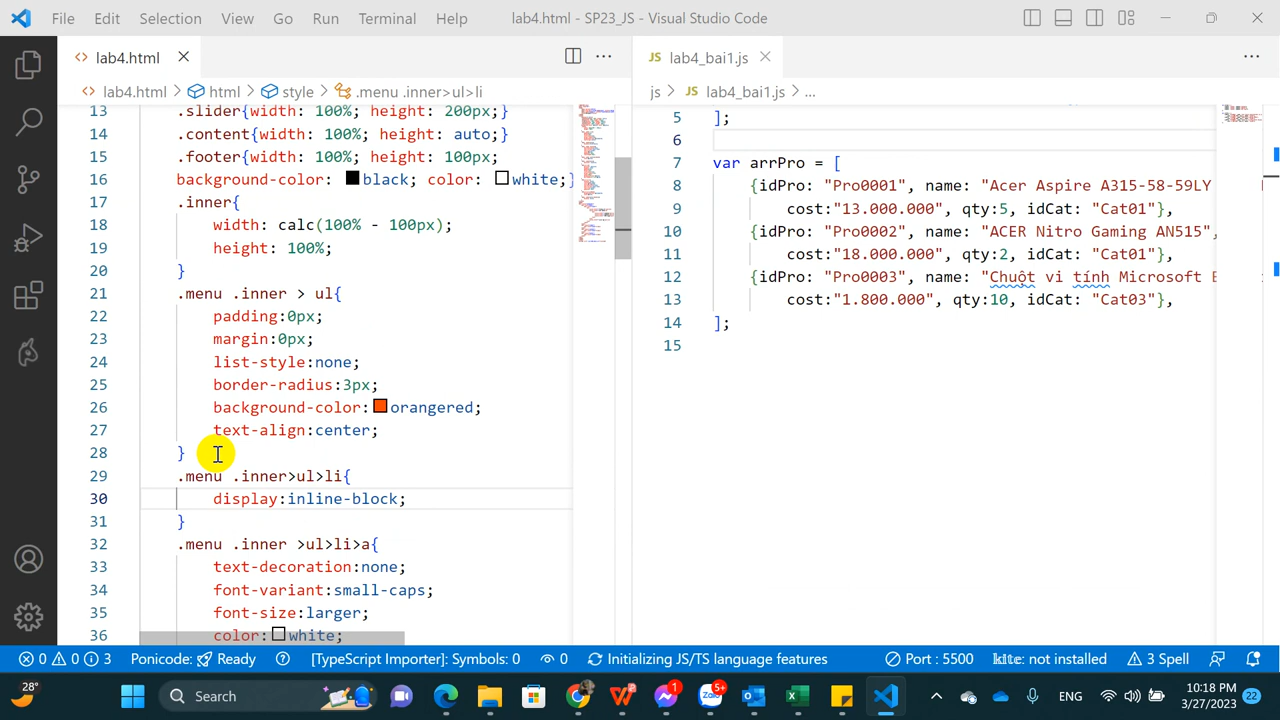 File Edit Selection View Go Run Terminal Help lab4.html - SP23_JS - Visual Studio Code
lab4.html
lab4.html > html > style > .menu .inner>ul>li
13 .slider{width: 100%; height: 200px;}
14 .content{width: 100%; height: auto;}
15 .footer{width: 100%; height: 100px;
16 background-color: black; color: white;}
17 .inner{
18 width: calc(100% - 100px);
19 height: 100%;
20 }
21 .menu .inner > ul{
22 padding:0px;
23 margin:0px;
24 list-style:none;
25 border-radius:3px;
26 background-color: orangered;
27 text-align:center;
28 }
29 .menu .inner>ul>li{
30 display:inline-block;
31 }
32 .menu .inner >ul>li>a{
33 text-decoration:none;
34 font-variant:small-caps;
35 font-size:larger;
36 color: white;
JS lab4_bai1.js
js > JS lab4_bai1.js > ...
5 ];
6
7 var arrPro = [
8 {idPro: "Pro0001", name: "Acer Aspire A315-58-59LY
9 cost:"13.000.000", qty:5, idCat: "Cat01"},
10 {idPro: "Pro0002", name: "ACER Nitro Gaming AN515",
11 cost:"18.000.000", qty:2, idCat: "Cat01"},
12 {idPro: "Pro0003", name: "Chuột vi tính Microsoft
13 cost:"1.800.000", qty:10, idCat: "Cat03"},
14 ];
15
0 0 3 Ponicode: Ready [TypeScript Importer]: Symbols: 0 0 Initializing JS/TS language features Port : 5500 kite: not installed 3 Spell
28° Search 1 Zalo 5+ ENG 10:18 PM 22
3/27/2023